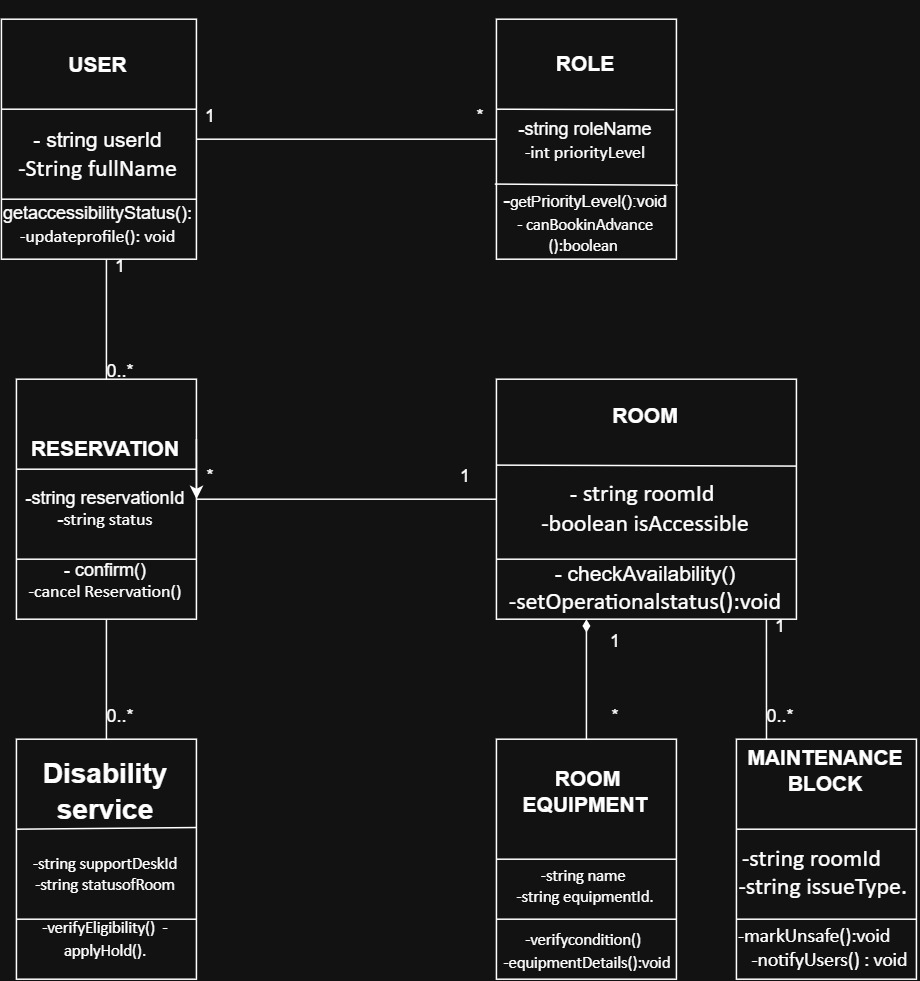 USER
- string userId
-String fullName
getaccessibilityStatus():
-updateprofile(): void
1
*
ROLE
-string roleName
-int priorityLevel
-getPriorityLevel():void
- canBookinAdvance
():boolean
1
0..*
RESERVATION
-string reservationId
-string status
- confirm()
-cancel Reservation()
*
1
ROOM
- string roomId
-boolean isAccessible
- checkAvailability()
-setOperationalstatus():void
1
*
1
0..*
0..*
Disability
service
-string supportDeskId
-string statusofRoom
-verifyEligibility() -
applyHold().
ROOM
EQUIPMENT
-string name
-string equipmentId.
-verifycondition()
-equipmentDetails():void
MAINTENANCE
BLOCK
-string roomId
-string issueType.
-markUnsafe():void
-notifyUsers() : void